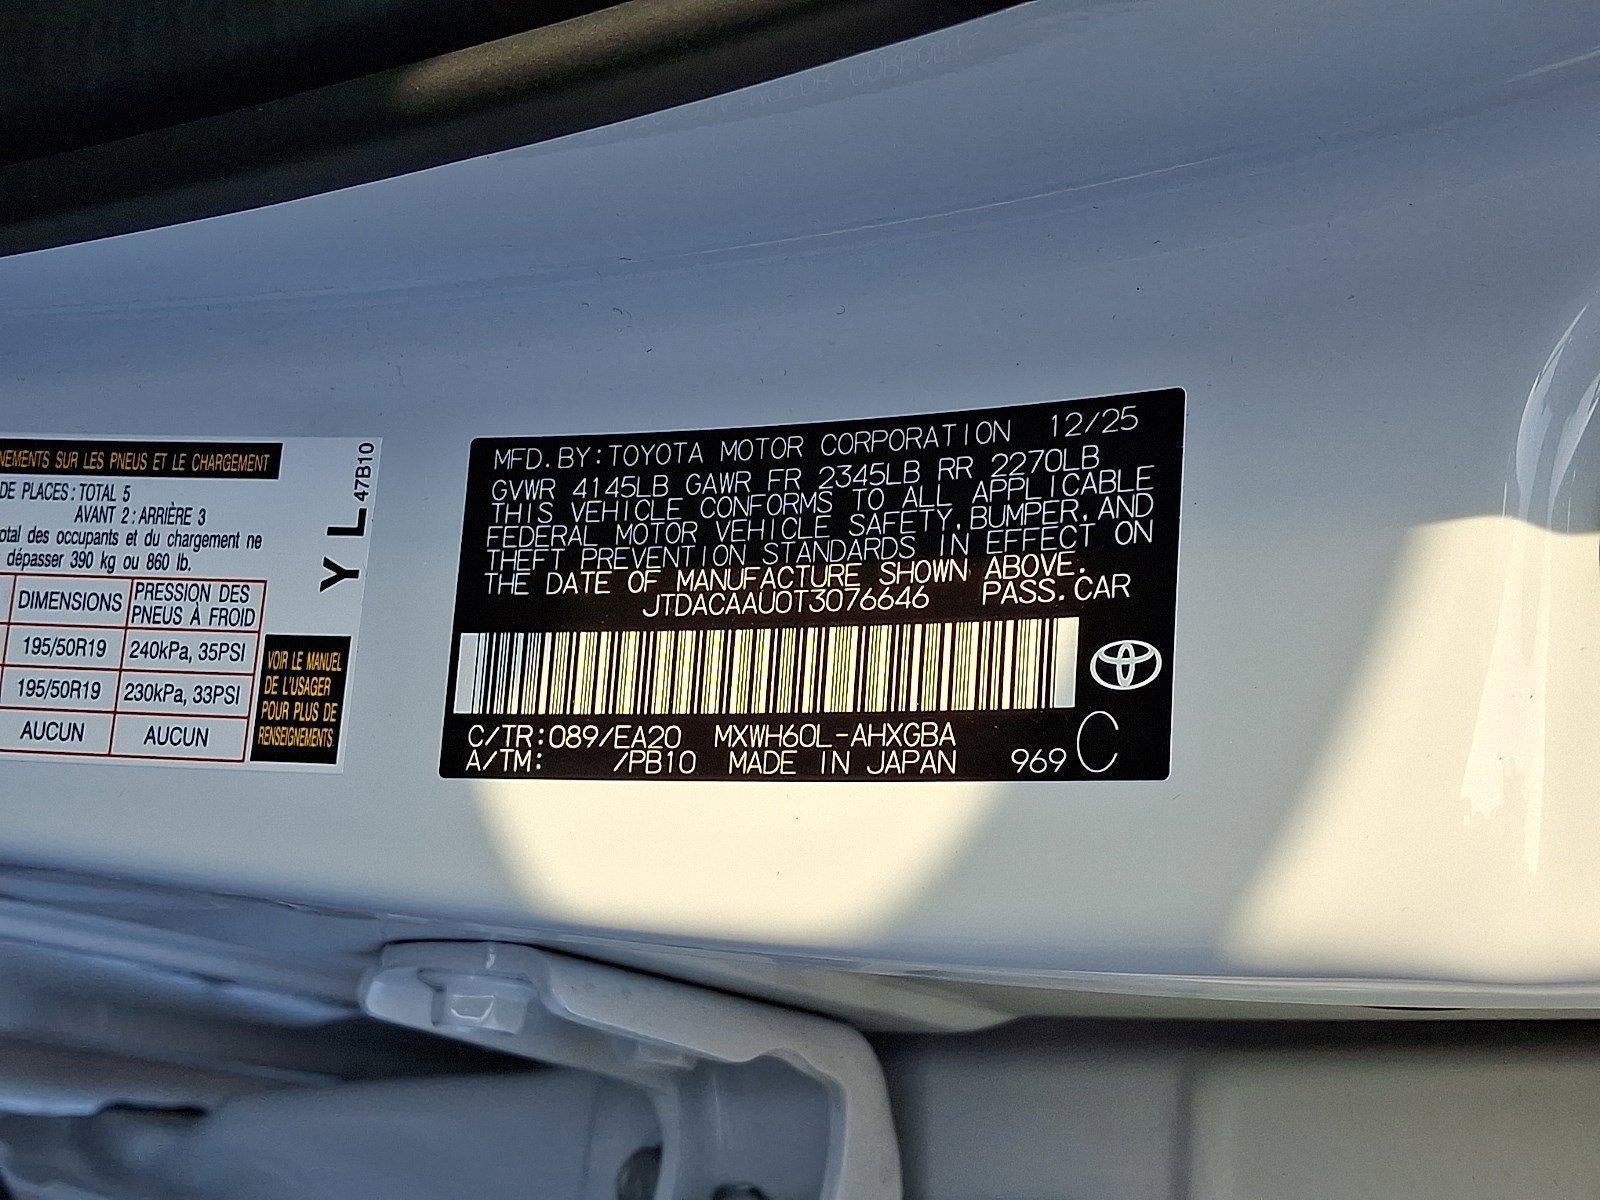 NEMENTS SUR LES PNEUS ET LE CHARGEMENT
DE PLACES: TOTAL 5
AVANT 2: ARRIÈRE 3
otal des occupants et du chargement ne
dépasser 390 kg ou 860 lb.
DIMENSIONS PRESSION DES PNEUS À FROID
195/50R19 240kPa, 35PSI
195/50R19 230kPa, 33PSI
AUCUN AUCUN
VOIR LE MANUEL
DE L'USAGER
POUR PLUS DE
RENSEIGNEMENTS.
Y L 47B10
MFD. BY: TOYOTA MOTOR CORPORATION 12/25
GVWR 4145LB GAWR FR 2345LB RR 2270LB
THIS VEHICLE CONFORMS TO ALL APPLICABLE
FEDERAL MOTOR VEHICLE SAFETY, BUMPER, AND
THEFT PREVENTION STANDARDS IN EFFECT ON
THE DATE OF MANUFACTURE SHOWN ABOVE.
JTDACAAU0T3076646 PASS. CAR
C/TR: 089/EA20 MXWH60L-AHXGBA
A/TM: /PB10 MADE IN JAPAN 969 C